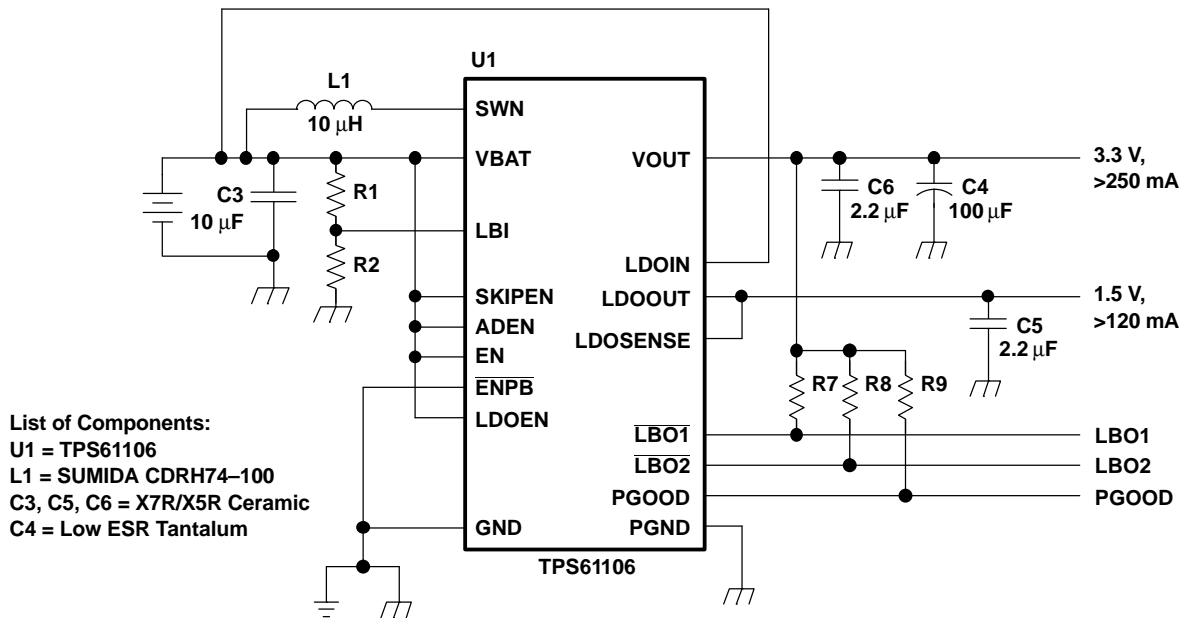 U1
L1
10 μH
SWN
VBAT
VOUT
3.3 V,
>250 mA
C3
10 μF
R1
C6
2.2 μF
C4
100 μF
LBI
R2
LDOIN
SKIPEN
LDOOUT
1.5 V,
>120 mA
ADEN
LDOSENSE
C5
2.2 μF
EN
ENPB
R7
R8
R9
LDOEN
List of Components:
U1 = TPS61106
L1 = SUMIDA CDRH74–100
C3, C5, C6 = X7R/X5R Ceramic
C4 = Low ESR Tantalum
LBO1
LBO1
LBO2
LBO2
PGOOD
PGOOD
GND
PGND
TPS61106